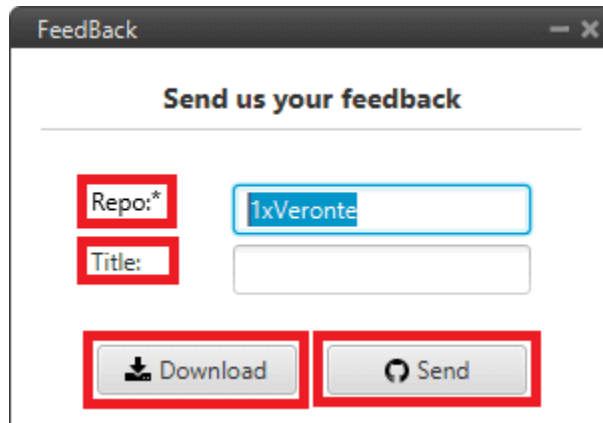 FeedBack
Send us your feedback
Repo:* 1xVeronte
Title:
Download Send